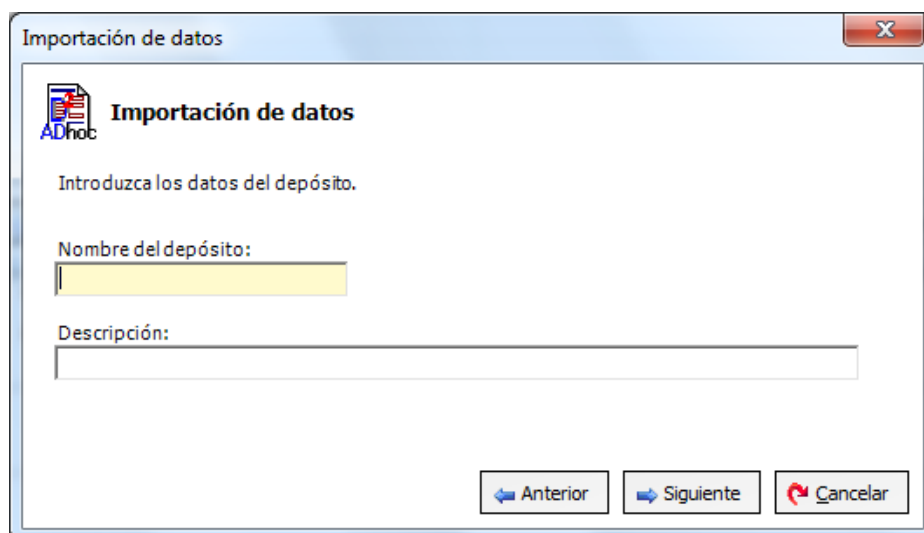 Importación de datos
X
ADhoc
Importación de datos
Introduzca los datos del depósito.
Nombre del depósito:
Descripción:
Anterior
Siguiente
Cancelar